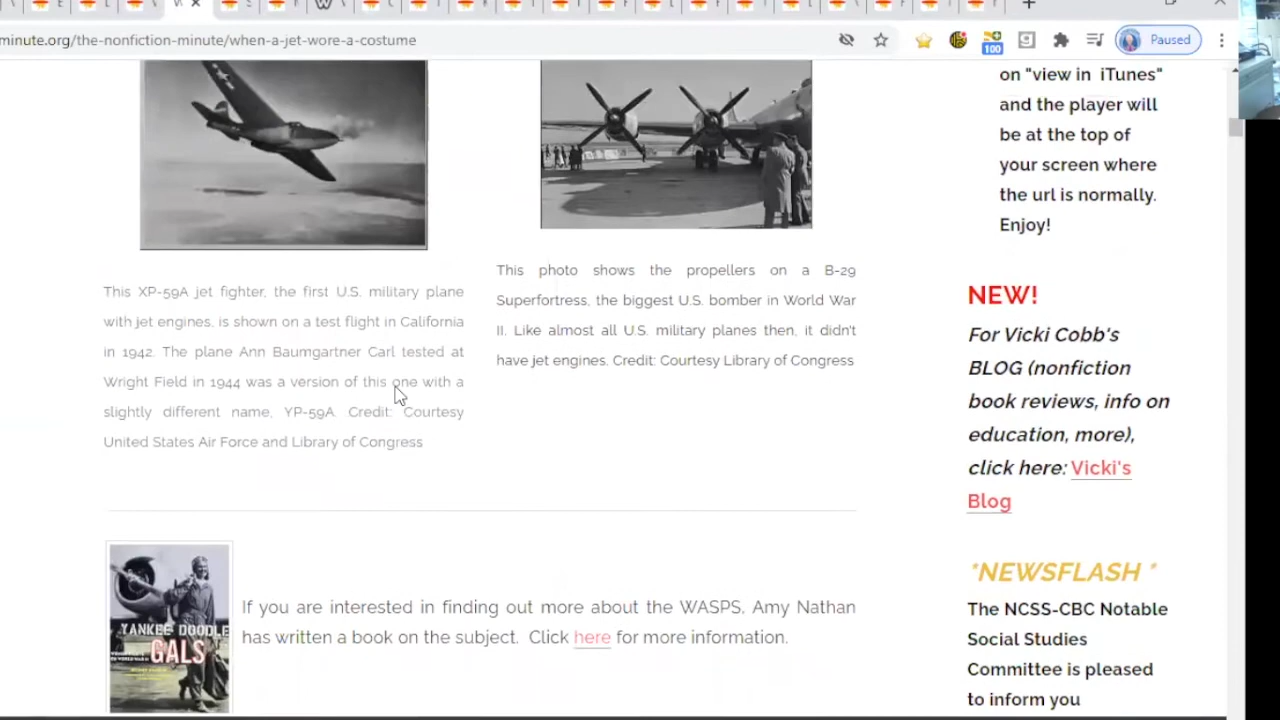 minute.org/the-nonfiction-minute/when-a-jet-wore-a-costume
100
Paused
This XP-59A jet fighter, the first U.S. military plane
with jet engines, is shown on a test flight in California
in 1942. The plane Ann Baumgartner Carl tested at
Wright Field in 1944 was a version of this one with a
slightly different name, YP-59A. Credit: Courtesy
United States Air Force and Library of Congress
This photo shows the propellers on a B-29
Superfortress, the biggest U.S. bomber in World War
II. Like almost all U.S. military planes then, it didn't
have jet engines. Credit: Courtesy Library of Congress
YANKEE DOODLE
GALS
If you are interested in finding out more about the WASPS, Amy Nathan
has written a book on the subject. Click here for more information.
on "view in iTunes"
and the player will
be at the top of
your screen where
the url is normally.
Enjoy!
NEW!
For Vicki Cobb's
BLOG (nonfiction
book reviews, info on
education, more),
click here: Vicki's
Blog
*NEWSFLASH *
The NCSS-CBC Notable
Social Studies
Committee is pleased
to inform you